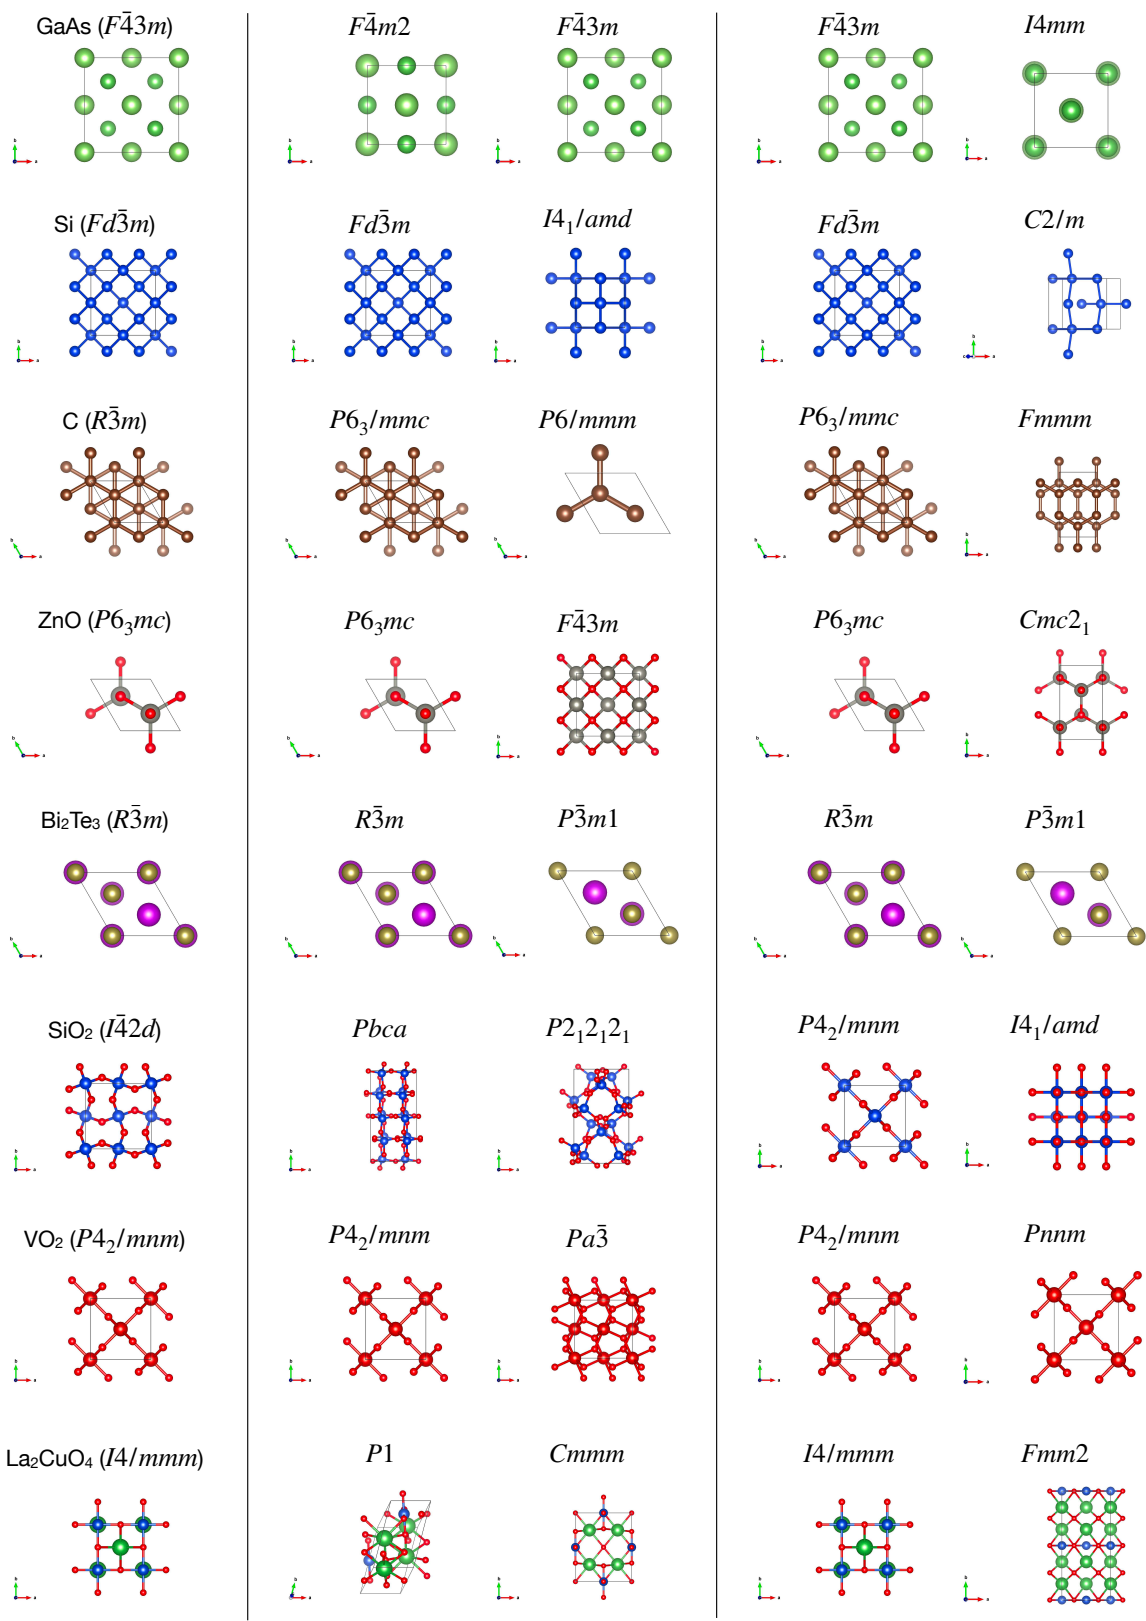 GaAs (F4̄3m) F4̄m2 F4̄3m F4̄3m I4mm
Si (Fd3̄m) Fd3̄m I4₁/amd Fd3̄m C2/m
C (R3̄m) P6₃/mmc P6/mmm P6₃/mmc Fmmm
ZnO (P6₃mc) P6₃mc F4̄3m P6₃mc Cmc2₁
Bi₂Te₃ (R3̄m) R3̄m P3̄m1 R3̄m P3̄m1
SiO₂ (I4̄2d) Pbca P2₁2₁2₁ P4₂/mnm I4₁/amd
VO₂ (P4₂/mnm) P4₂/mnm Pa3̄ P4₂/mnm Pnnm
La₂CuO₄ (I4/mmm) P1 Cmmm I4/mmm Fmm2